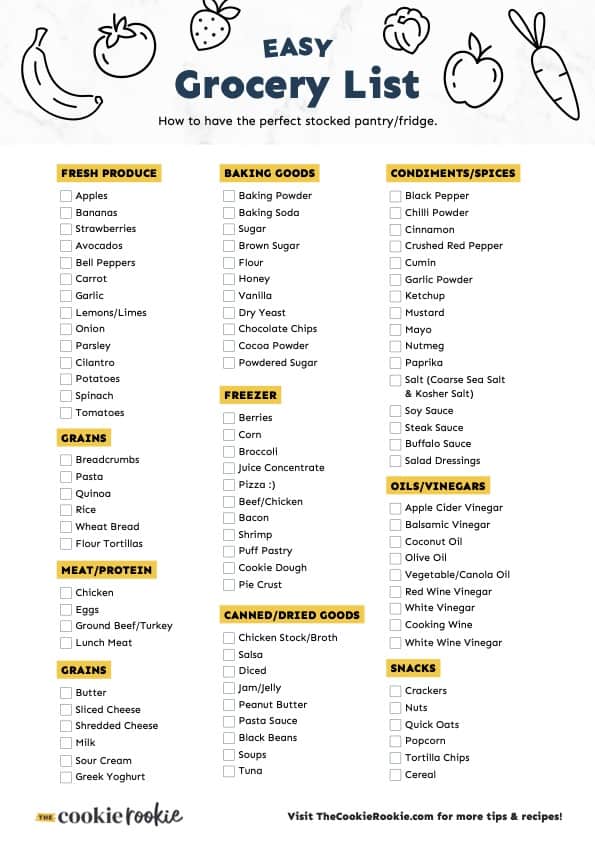 EASY
Grocery List
How to have the perfect stocked pantry/fridge.
FRESH PRODUCE
Apples
Bananas
Strawberries
Avocados
Bell Peppers
Carrot
Garlic
Lemons/Limes
Onion
Parsley
Cilantro
Potatoes
Spinach
Tomatoes
GRAINS
Breadcrumbs
Pasta
Quinoa
Rice
Wheat Bread
Flour Tortillas
MEAT/PROTEIN
Chicken
Eggs
Ground Beef/Turkey
Lunch Meat
GRAINS
Butter
Sliced Cheese
Shredded Cheese
Milk
Sour Cream
Greek Yoghurt
BAKING GOODS
Baking Powder
Baking Soda
Sugar
Brown Sugar
Flour
Honey
Vanilla
Dry Yeast
Chocolate Chips
Cocoa Powder
Powdered Sugar
FREEZER
Berries
Corn
Broccoli
Juice Concentrate
Pizza :)
Beef/Chicken
Bacon
Shrimp
Puff Pastry
Cookie Dough
Pie Crust
CANNED/DRIED GOODS
Chicken Stock/Broth
Salsa
Diced
Jam/Jelly
Peanut Butter
Pasta Sauce
Black Beans
Soups
Tuna
CONDIMENTS/SPICES
Black Pepper
Chilli Powder
Cinnamon
Crushed Red Pepper
Cumin
Garlic Powder
Ketchup
Mustard
Mayo
Nutmeg
Paprika
Salt (Coarse Sea Salt
& Kosher Salt)
Soy Sauce
Steak Sauce
Buffalo Sauce
Salad Dressings
OILS/VINEGARS
Apple Cider Vinegar
Balsamic Vinegar
Coconut Oil
Olive Oil
Vegetable/Canola Oil
Red Wine Vinegar
White Vinegar
Cooking Wine
White Wine Vinegar
SNACKS
Crackers
Nuts
Quick Oats
Popcorn
Tortilla Chips
Cereal
THE cookie rookie
Visit TheCookieRookie.com for more tips & recipes!